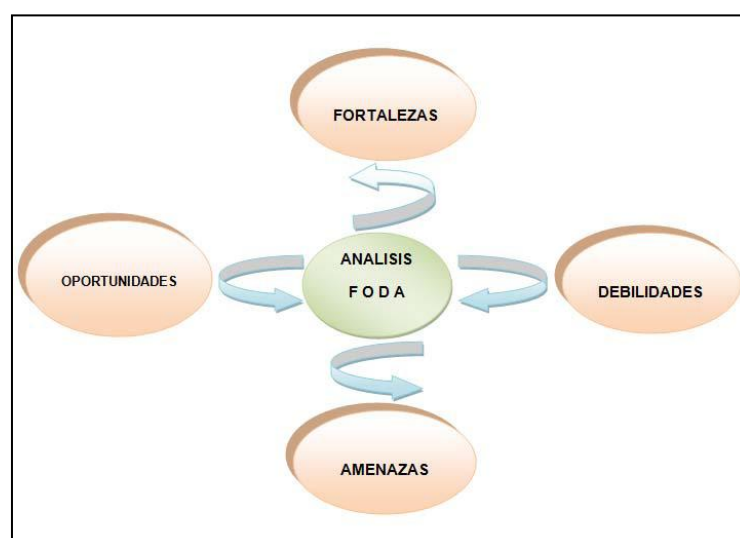 FORTALEZAS
OPORTUNIDADES
ANALISIS
F O D A
DEBILIDADES
AMENAZAS